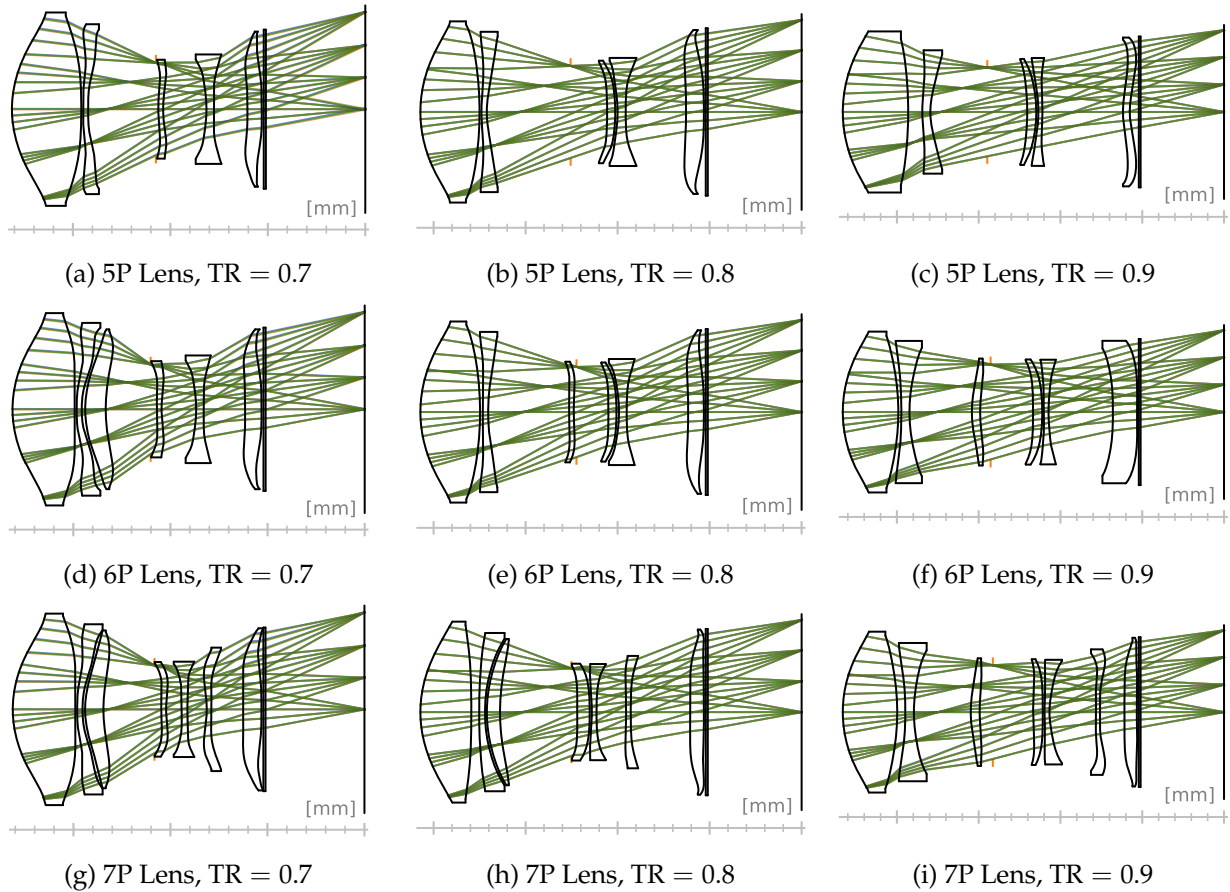 [mm] [mm] [mm]
(a) 5P Lens, TR = 0.7 (b) 5P Lens, TR = 0.8 (c) 5P Lens, TR = 0.9
[mm] [mm] [mm]
(d) 6P Lens, TR = 0.7 (e) 6P Lens, TR = 0.8 (f) 6P Lens, TR = 0.9
[mm] [mm] [mm]
(g) 7P Lens, TR = 0.7 (h) 7P Lens, TR = 0.8 (i) 7P Lens, TR = 0.9